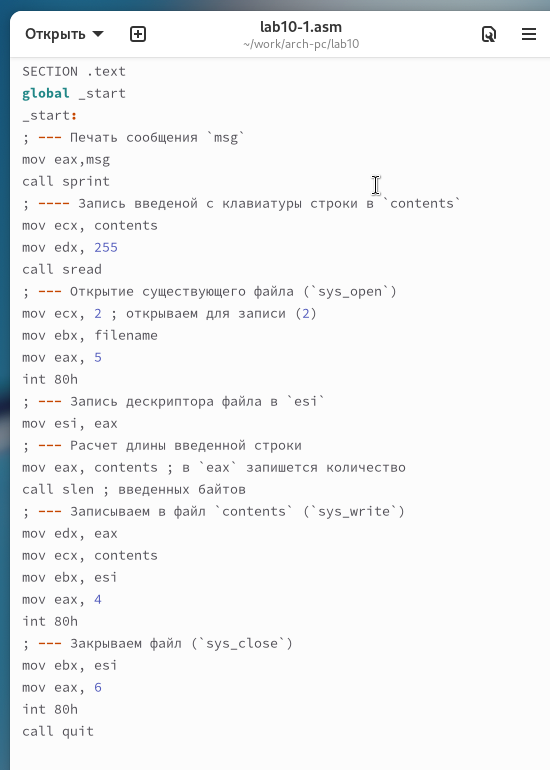 Открыть
lab10-1.asm
~/work/arch-pc/lab10
SECTION .text
global _start
_start:
; --- Печать сообщения `msg`
mov eax,msg
call sprint
; ---- Запись введеной с клавиатуры строки в `contents`
mov ecx, contents
mov edx, 255
call sread
; --- Открытие существующего файла (`sys_open`)
mov ecx, 2 ; открываем для записи (2)
mov ebx, filename
mov eax, 5
int 80h
; --- Запись дескриптора файла в `esi`
mov esi, eax
; --- Расчет длины введенной строки
mov eax, contents ; в `eax` запишется количество
call slen ; введенных байтов
; --- Записываем в файл `contents` (`sys_write`)
mov edx, eax
mov ecx, contents
mov ebx, esi
mov eax, 4
int 80h
; --- Закрываем файл (`sys_close`)
mov ebx, esi
mov eax, 6
int 80h
call quit